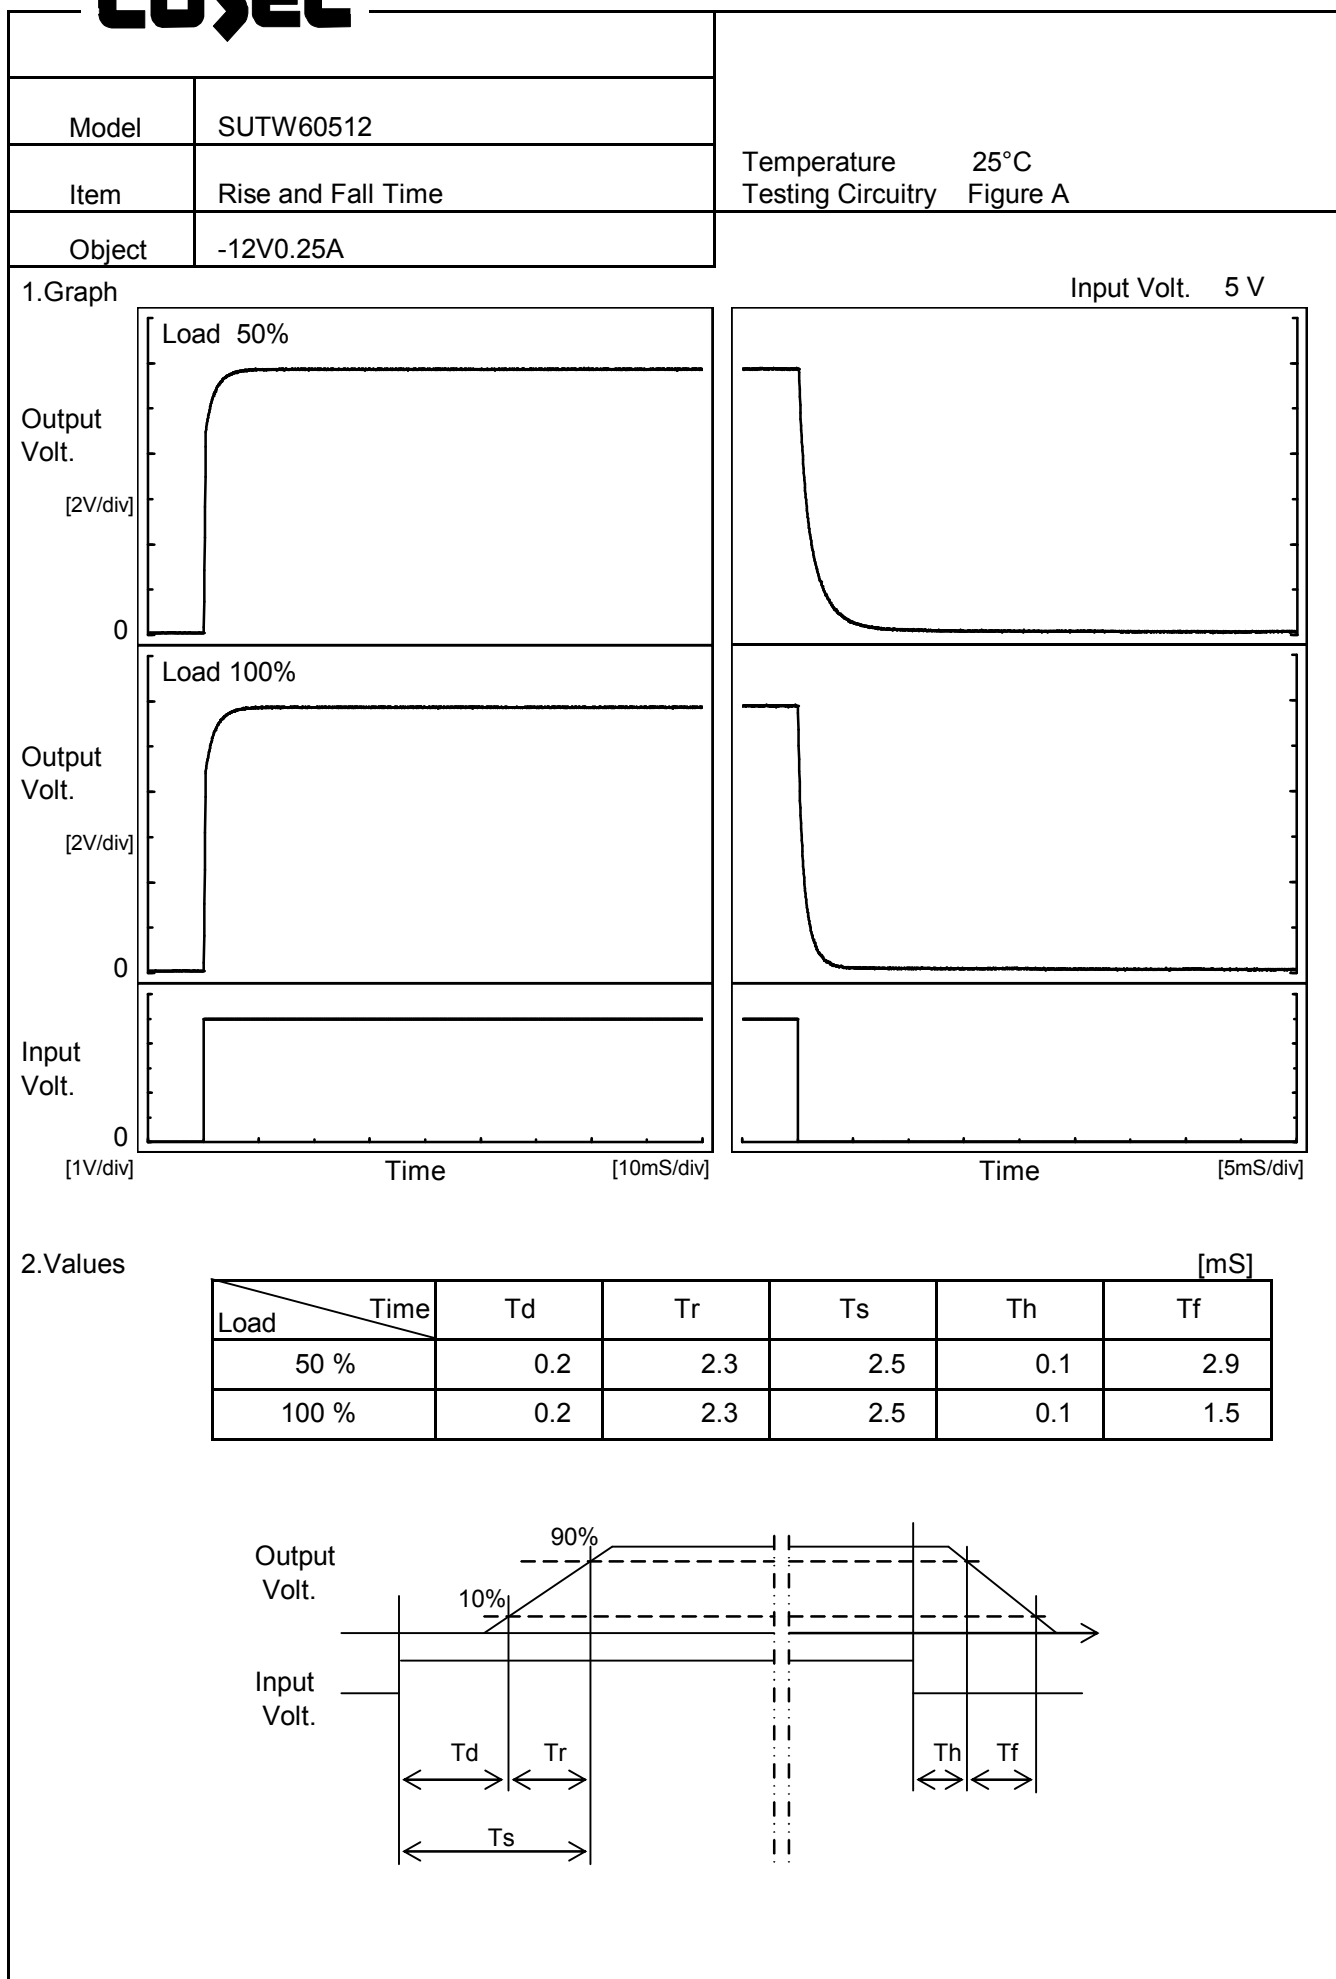 COSEL
Model SUTW60512
Item Rise and Fall Time
Temperature 25°C
Testing Circuitry Figure A
Object -12V0.25A
1.Graph
Input Volt. 5 V
Load 50%
Output
Volt.
[2V/div]
0
Load 100%
Output
Volt.
[2V/div]
0
Input
Volt.
0
[1V/div] Time [10mS/div] Time [5mS/div]
2.Values [mS]
Time
Load Td Tr Ts Th Tf
50 % 0.2 2.3 2.5 0.1 2.9
100 % 0.2 2.3 2.5 0.1 1.5
90%
Output
Volt.
10%
Input
Volt.
Td Tr Th Tf
Ts